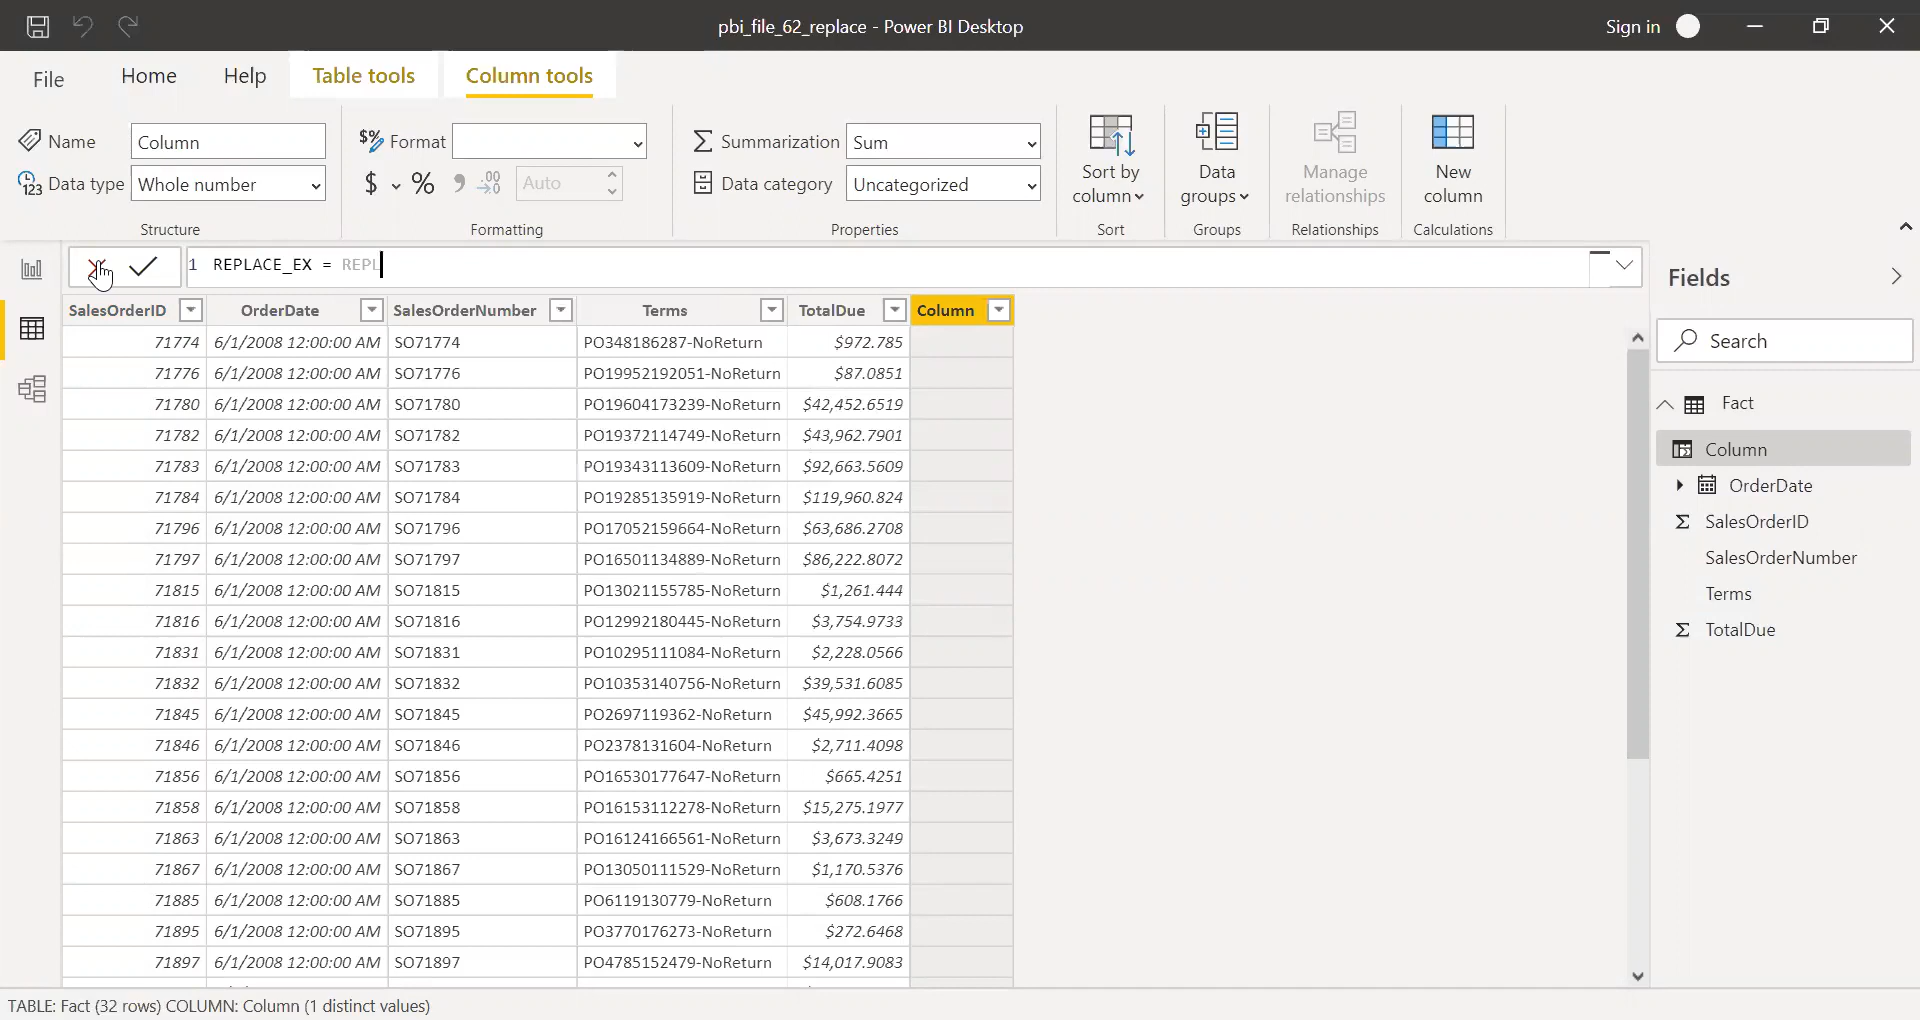 pbi_file_62_replace - Power BI Desktop
Sign in
File Home Help Table tools Column tools
Name Column
Data type Whole number
Structure
Format
$ % Auto
Formatting
Summarization Sum
Data category Uncategorized
Properties
Sort by column
Sort
Data groups
Groups
Manage relationships
Relationships
New column
Calculations
1 REPLACE_EX = REPL
SalesOrderID OrderDate SalesOrderNumber Terms TotalDue Column
71774 6/1/2008 12:00:00 AM SO71774 PO348186287-NoReturn $972.785
71776 6/1/2008 12:00:00 AM SO71776 PO19952192051-NoReturn $87.0851
71780 6/1/2008 12:00:00 AM SO71780 PO19604173239-NoReturn $42,452.6519
71782 6/1/2008 12:00:00 AM SO71782 PO19372114749-NoReturn $43,962.7901
71783 6/1/2008 12:00:00 AM SO71783 PO19343113609-NoReturn $92,663.5609
71784 6/1/2008 12:00:00 AM SO71784 PO19285135919-NoReturn $119,960.824
71796 6/1/2008 12:00:00 AM SO71796 PO17052159664-NoReturn $63,686.2708
71797 6/1/2008 12:00:00 AM SO71797 PO16501134889-NoReturn $86,222.8072
71815 6/1/2008 12:00:00 AM SO71815 PO13021155785-NoReturn $1,261.444
71816 6/1/2008 12:00:00 AM SO71816 PO12992180445-NoReturn $3,754.9733
71831 6/1/2008 12:00:00 AM SO71831 PO10295111084-NoReturn $2,228.0566
71832 6/1/2008 12:00:00 AM SO71832 PO10353140756-NoReturn $39,531.6085
71845 6/1/2008 12:00:00 AM SO71845 PO2697119362-NoReturn $45,992.3665
71846 6/1/2008 12:00:00 AM SO71846 PO2378131604-NoReturn $2,711.4098
71856 6/1/2008 12:00:00 AM SO71856 PO16530177647-NoReturn $665.4251
71858 6/1/2008 12:00:00 AM SO71858 PO16153112278-NoReturn $15,275.1977
71863 6/1/2008 12:00:00 AM SO71863 PO16124166561-NoReturn $3,673.3249
71867 6/1/2008 12:00:00 AM SO71867 PO13050111529-NoReturn $1,170.5376
71885 6/1/2008 12:00:00 AM SO71885 PO6119130779-NoReturn $608.1766
71895 6/1/2008 12:00:00 AM SO71895 PO3770176273-NoReturn $272.6468
71897 6/1/2008 12:00:00 AM SO71897 PO4785152479-NoReturn $14,017.9083
Fields
Search
Fact
Column
OrderDate
SalesOrderID
SalesOrderNumber
Terms
TotalDue
TABLE: Fact (32 rows) COLUMN: Column (1 distinct values)